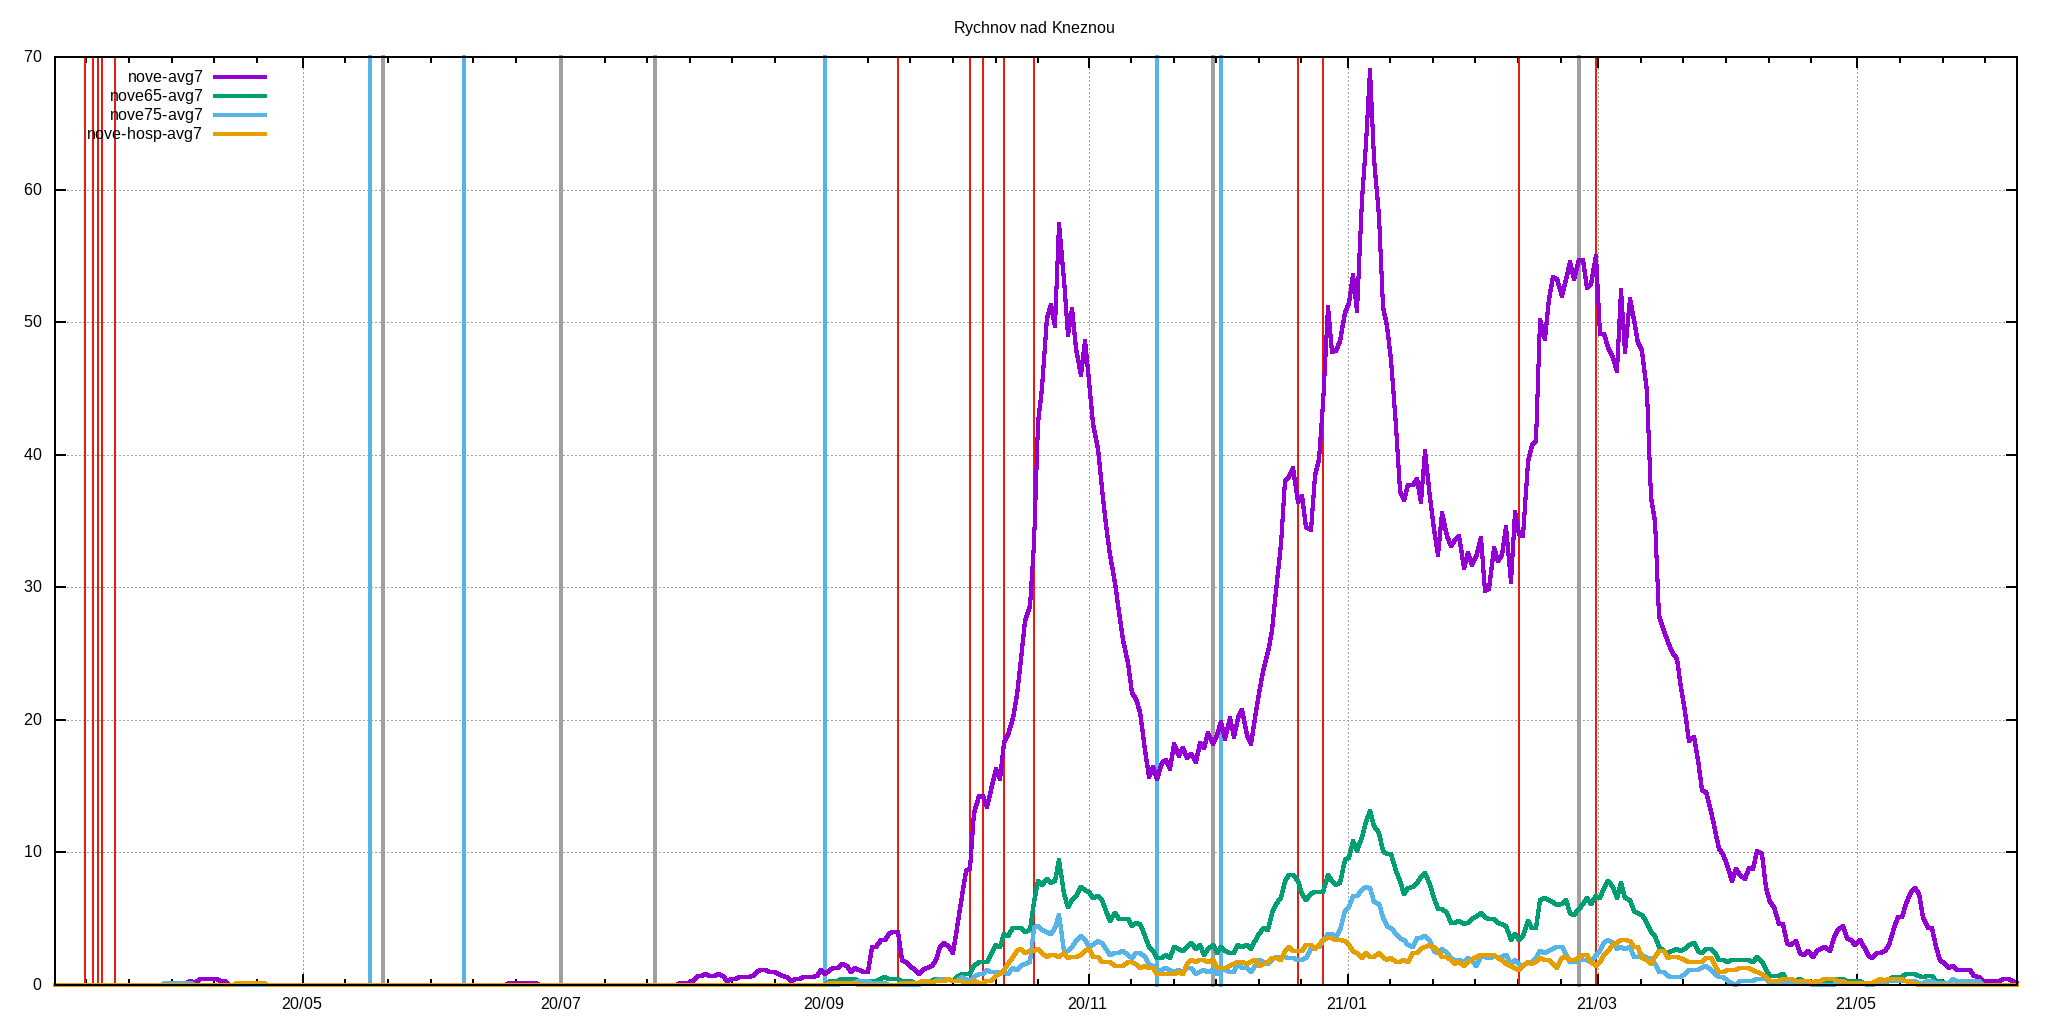 Rychnov nad Kneznou
70
60
50
40
30
20
10
0
nove-avg7
nove65-avg7
nove75-avg7
nove-hosp-avg7
20/05 20/07 20/09 20/11 21/01 21/03 21/05